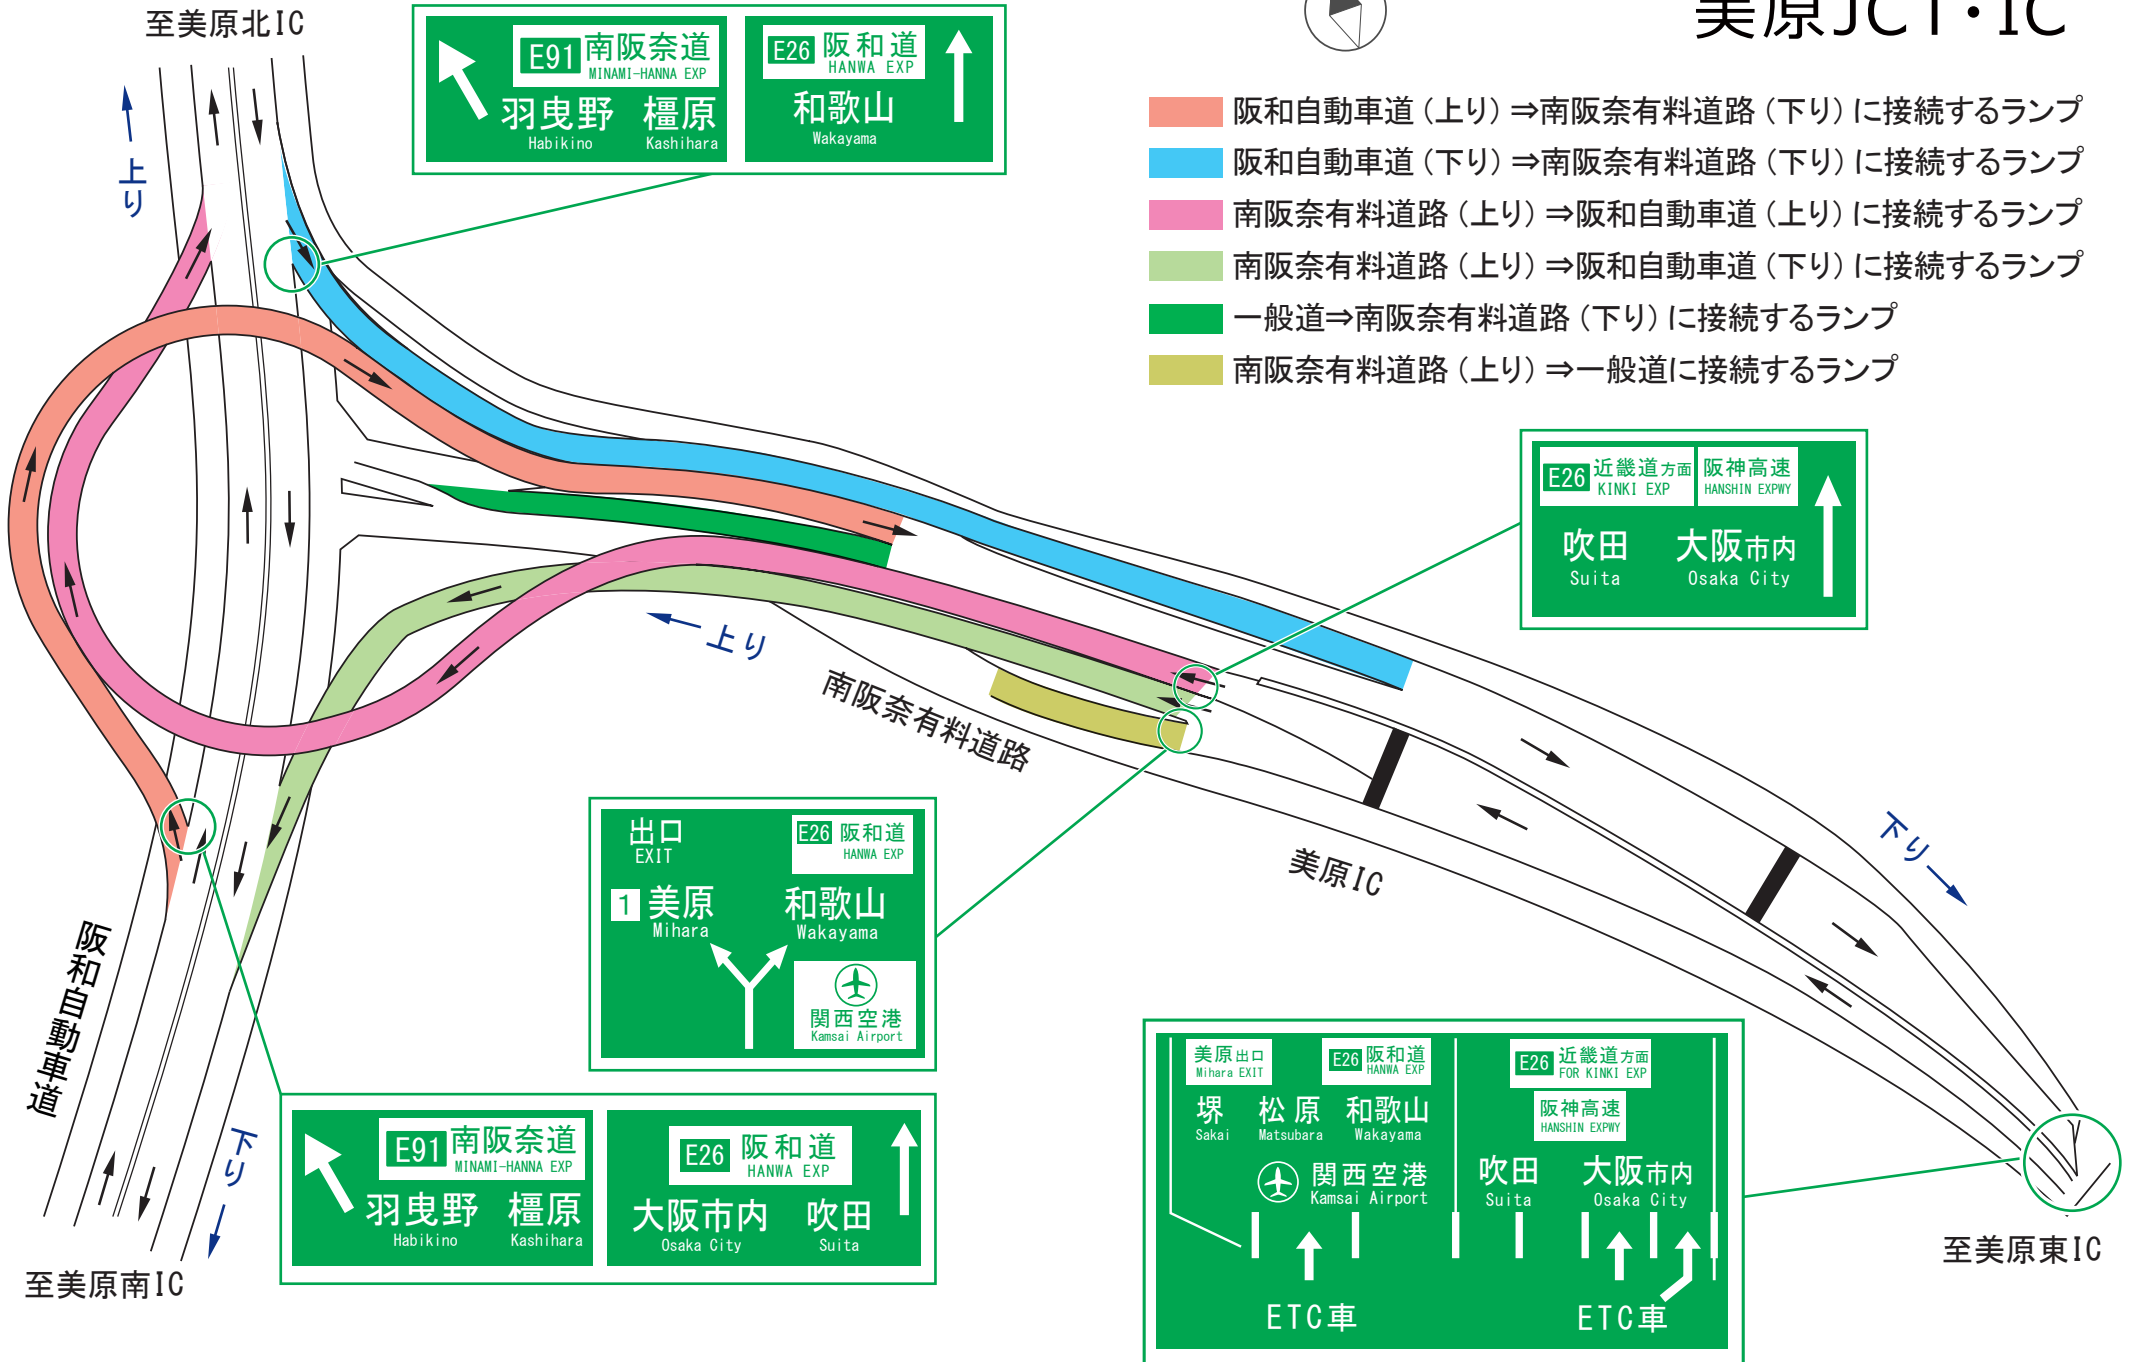 美原JCT・IC
至美原北IC
上り
E91 南阪奈道
MINAMI-HANNA EXP
羽曳野 橿原
Habikino Kashihara
E26 阪和道
HANWA EXP
和歌山
Wakayama
阪和自動車道(上り)⇒南阪奈有料道路(下り)に接続するランプ
阪和自動車道(下り)⇒南阪奈有料道路(下り)に接続するランプ
南阪奈有料道路(上り)⇒阪和自動車道(上り)に接続するランプ
南阪奈有料道路(上り)⇒阪和自動車道(下り)に接続するランプ
一般道⇒南阪奈有料道路(下り)に接続するランプ
南阪奈有料道路(上り)⇒一般道に接続するランプ
E26 近畿道方面
KINKI EXP
阪神高速
HANSHIN EXPWY
吹田 大阪市内
Suita Osaka City
上り
南阪奈有料道路
美原IC
下り
出口
EXIT
E26 阪和道
HANWA EXP
1 美原 和歌山
Mihara Wakayama
関西空港
Kamsai Airport
阪和自動車道
下り
E91 南阪奈道
MINAMI-HANNA EXP
羽曳野 橿原
Habikino Kashihara
E26 阪和道
HANWA EXP
大阪市内 吹田
Osaka City Suita
至美原南IC
美原出口
Mihara EXIT
E26 阪和道
HANWA EXP
堺 松原 和歌山
Sakai Matsubara Wakayama
関西空港
Kamsai Airport
E26 近畿道方面
FOR KINKI EXP
阪神高速
HANSHIN EXPWY
吹田 大阪市内
Suita Osaka City
ETC車 ETC車
至美原東IC